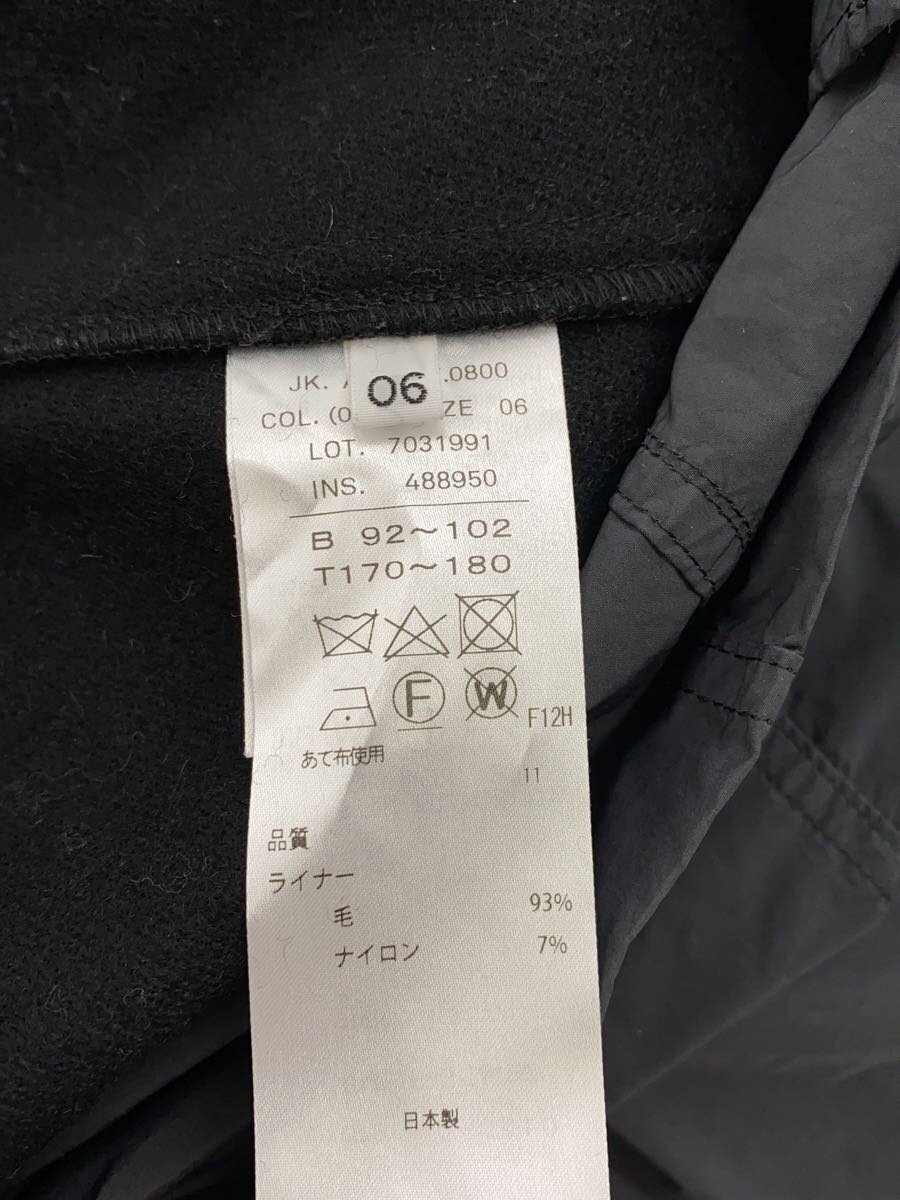 JK. .0800
06
COL. (0 ZE 06
LOT. 7031991
INS. 488950
B 92～102
T170～180
F W F12H
あて布使用
11
品質
ライナー
毛 93%
ナイロン 7%
日本製